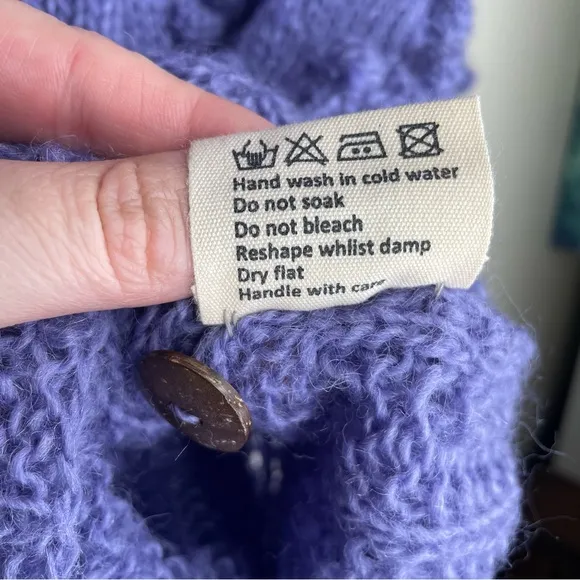 Hand wash in cold water
Do not soak
Do not bleach
Reshape whlist damp
Dry flat
Handle with care